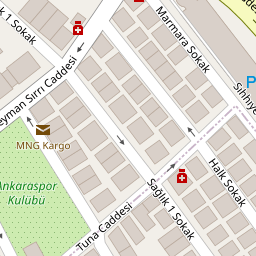 k 1 Sokak
Marmara Sokak
eyman Sırrı Caddesi
P
Sıhhiye
MNG Kargo
Ankaraspor
Kulübü
Halk Sokak
Sağlık 1 Sokak
Tuna Caddesi